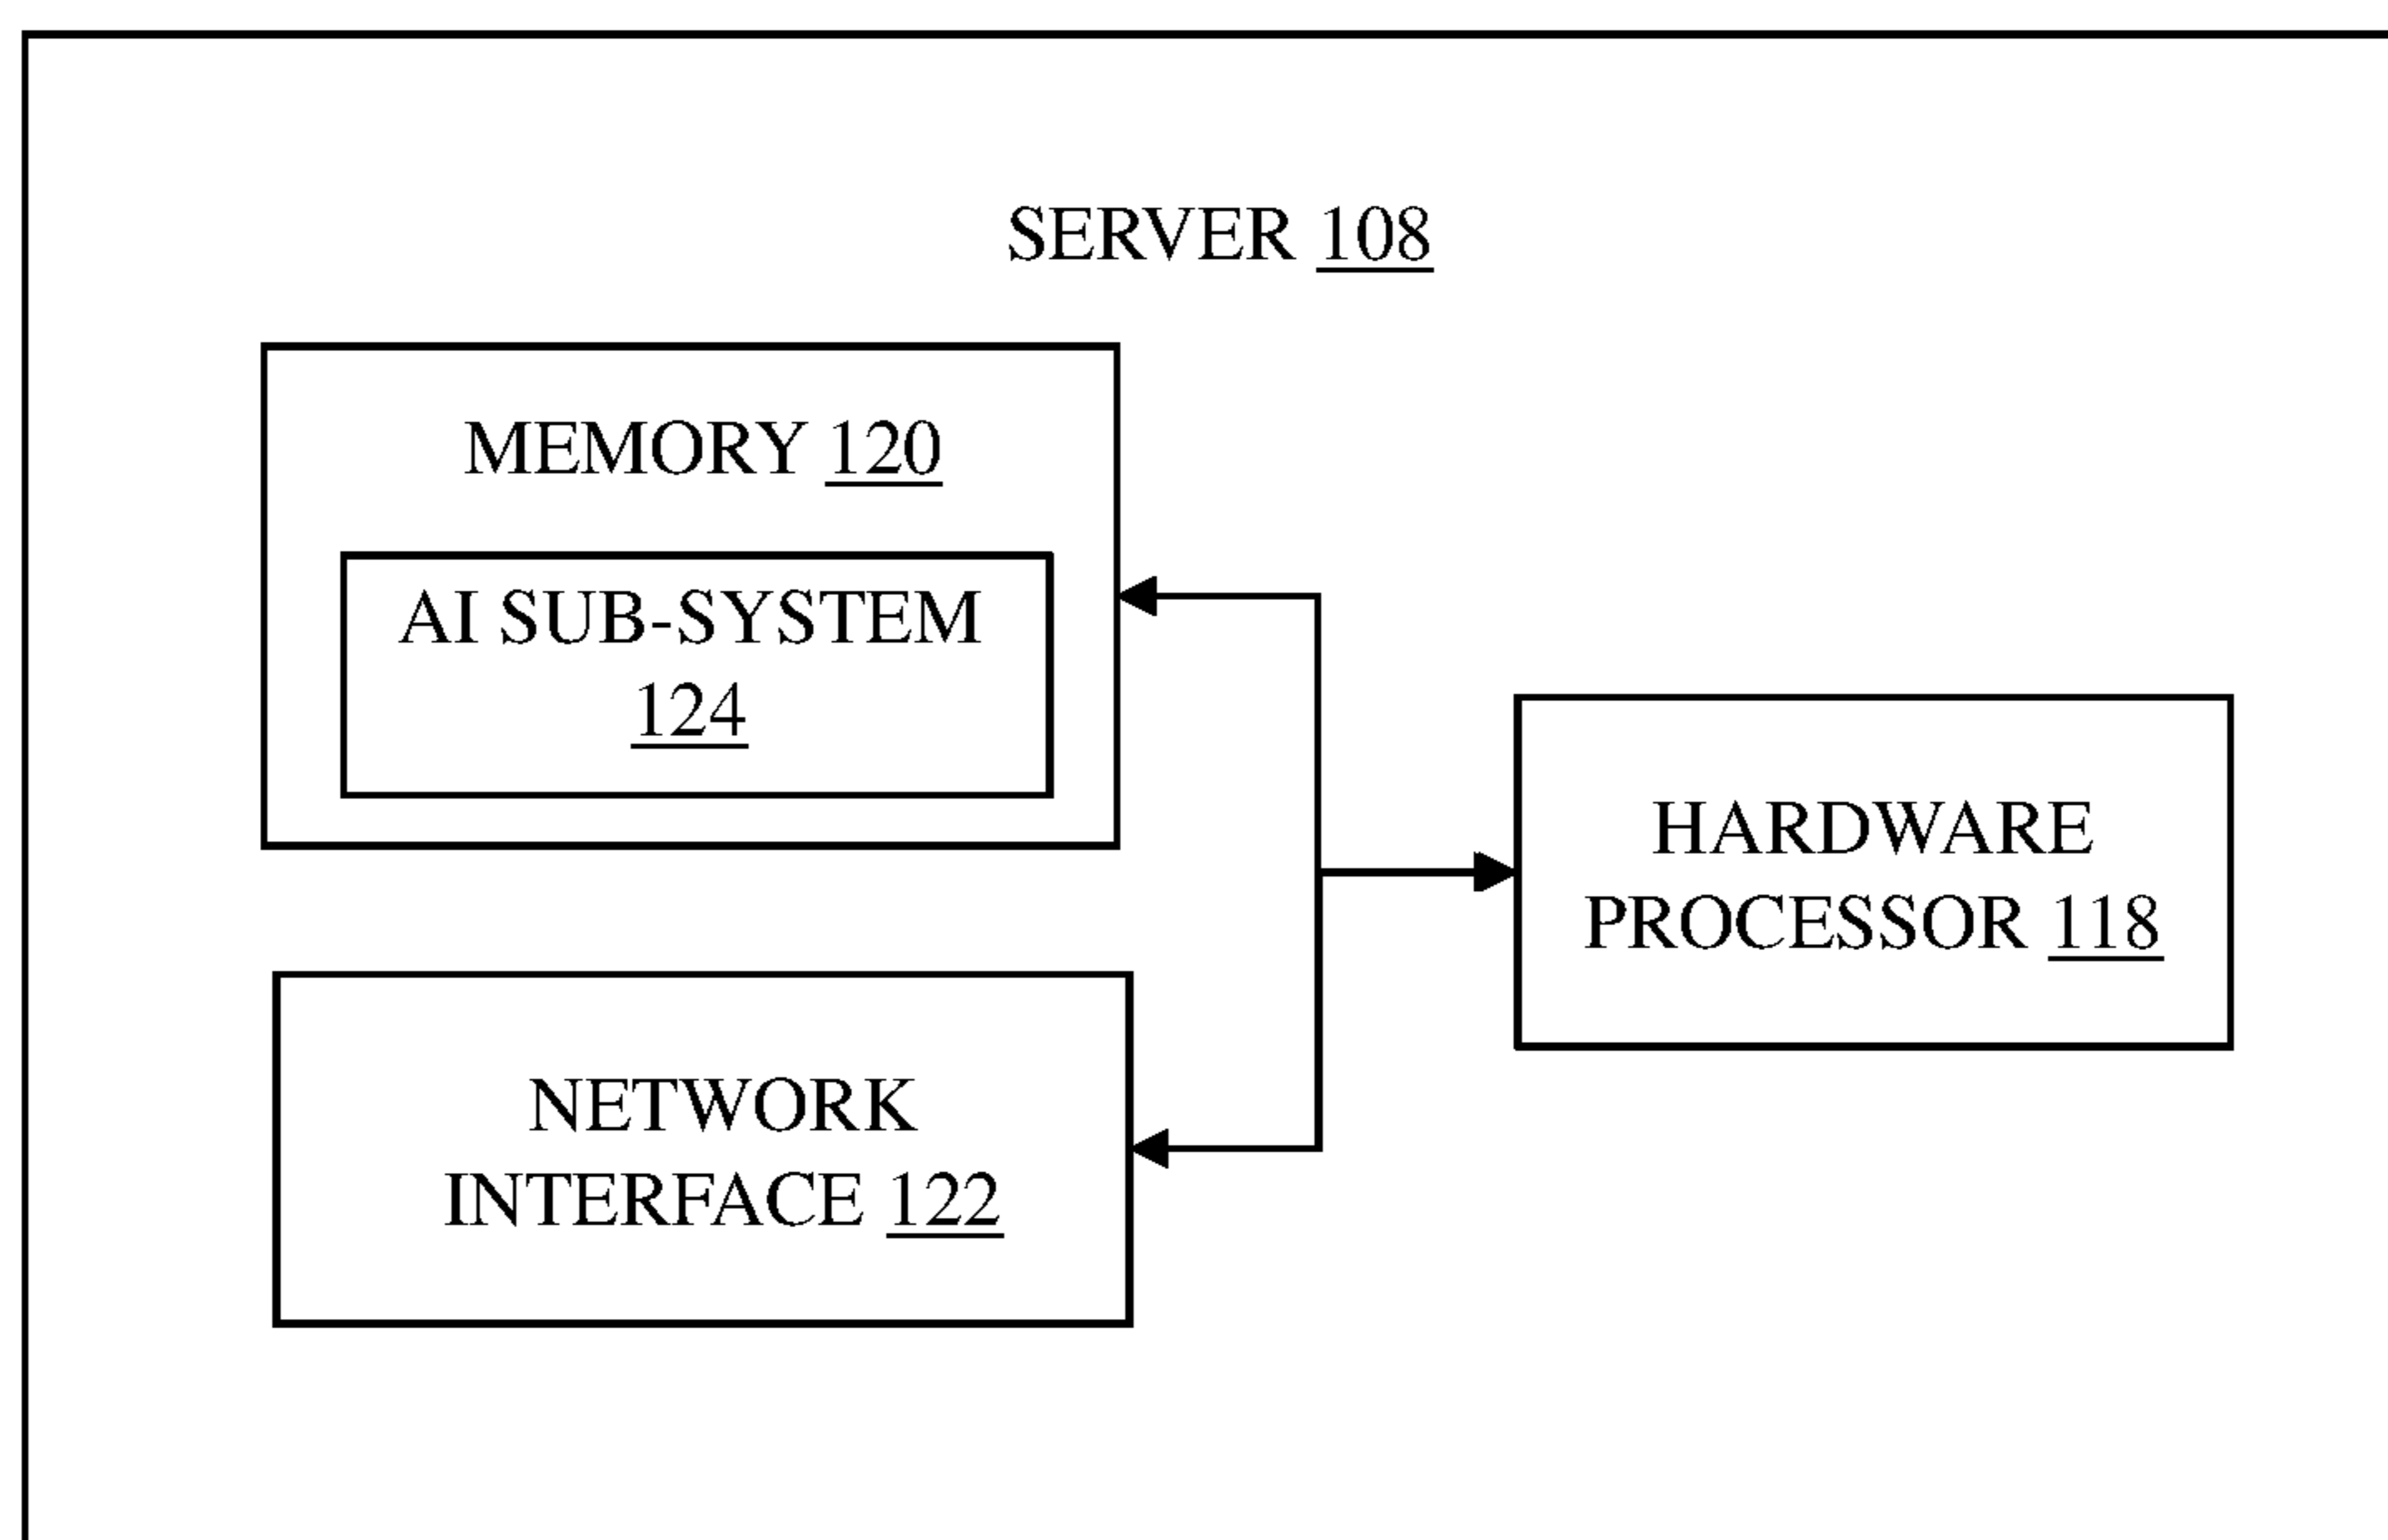 SERVER 108
MEMORY 120
AI SUB-SYSTEM
124
HARDWARE
PROCESSOR 118
NETWORK
INTERFACE 122